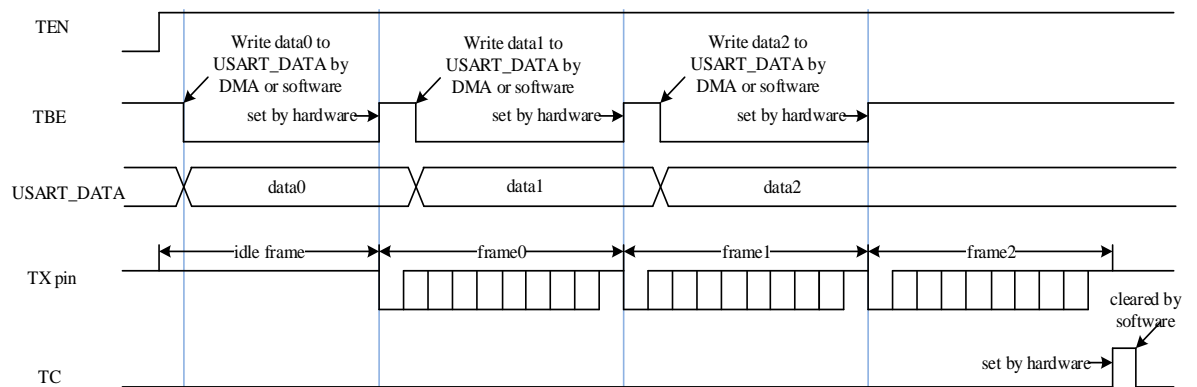 TEN
Write data0 to
USART_DATA by
DMA or software
Write data1 to
USART_DATA by
DMA or software
Write data2 to
USART_DATA by
DMA or software
TBE
set by hardware
set by hardware
set by hardware
USART_DATA
data0
data1
data2
idle frame
frame0
frame1
frame2
TX pin
cleared by
software
set by hardware
TC